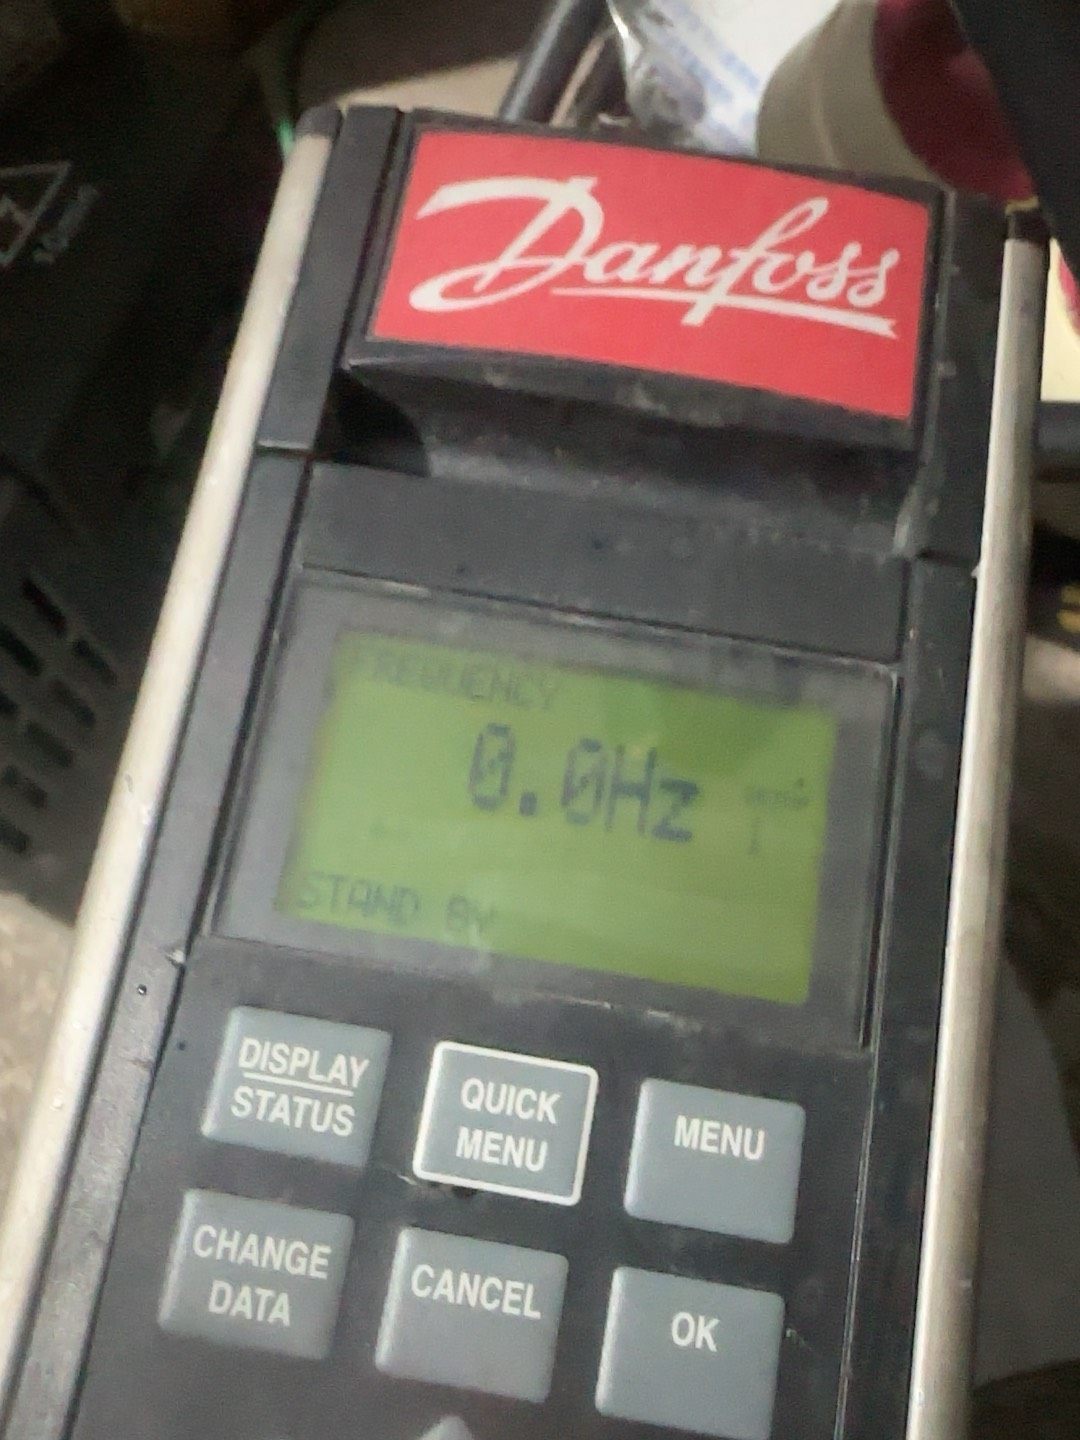 Danfoss
FREQUENCY
0.0Hz
STAND BY
DISPLAY
STATUS
QUICK
MENU
MENU
CHANGE
DATA
CANCEL
OK